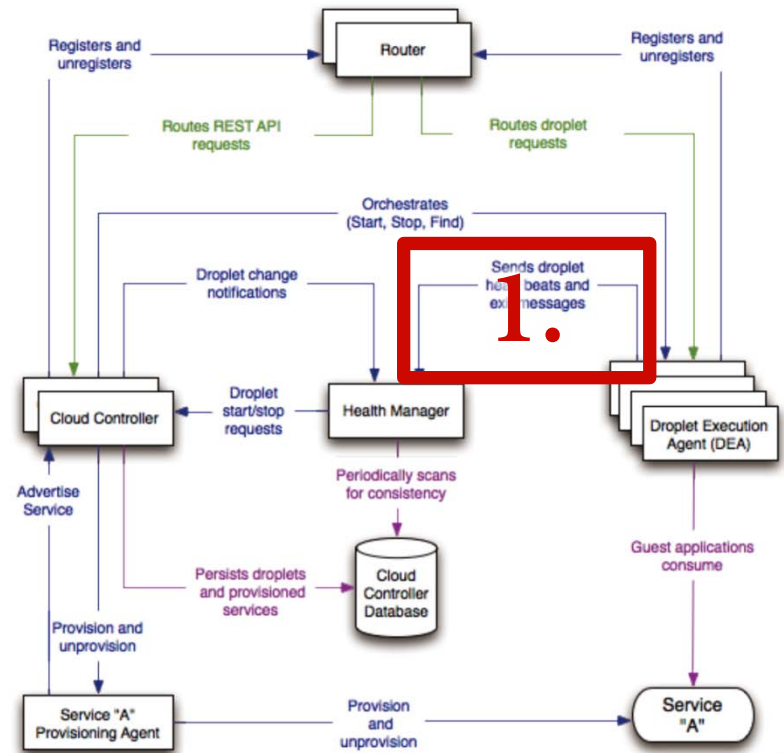 Registers and
unregisters
Router
Registers and
unregisters
Routes REST API
requests
Routes droplet
requests
Orchestrates
(Start, Stop, Find)
Droplet change
notifications
Sends droplet
beats and
messages
1.
Cloud Controller
Droplet
start/stop
requests
Health Manager
Droplet Execution
Agent (DEA)
Advertise
Service
Periodically scans
for consistency
Guest applications
consume
Persists droplets
and provisioned
services
Cloud
Controller
Database
Provision and
unprovision
Service "A"
Provisioning Agent
Provision
and
unprovision
Service
"A"